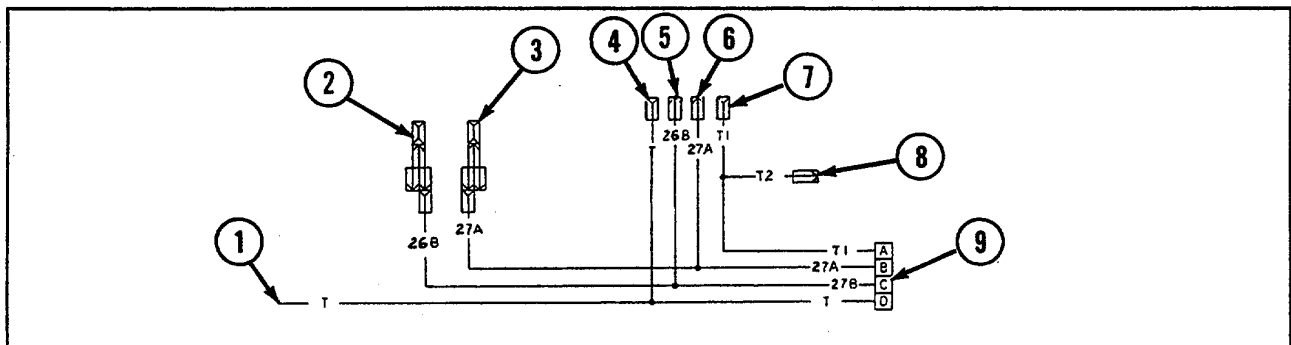 4 5 6
2 3 7
26B
T T1
27A
8
T2
1 26B 27A 9
T1 A
27A B
27B C
T T D